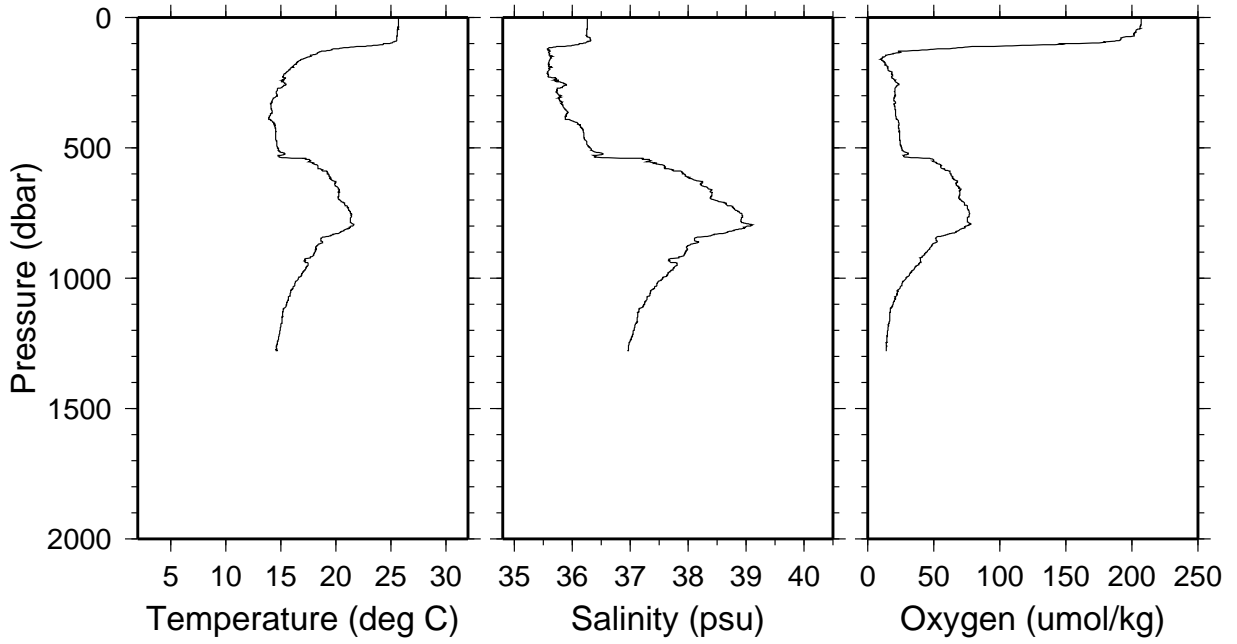 0
500
1000
1500
2000
Pressure (dbar)
5 10 15 20 25 30
Temperature (deg C)
35 36 37 38 39 40
Salinity (psu)
0 50 100 150 200 250
Oxygen (umol/kg)